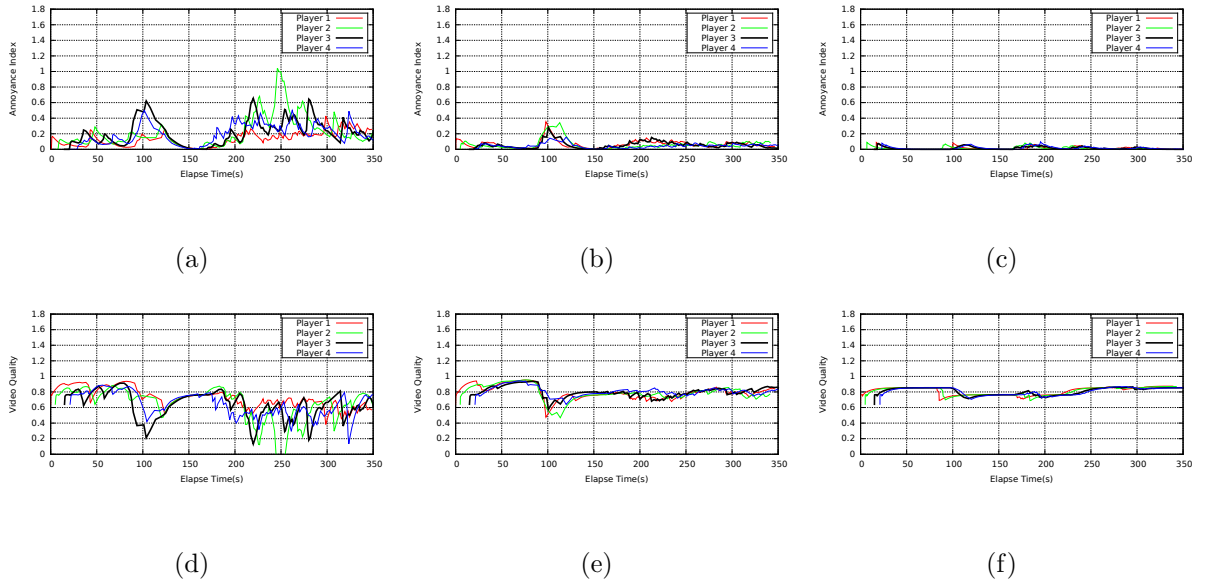 1.8
1.6
1.4
1.2
1
0.8
0.6
0.4
0.2
0
Annoyance Index
Player 1
Player 2
Player 3
Player 4
0 50 100 150 200 250 300 350
Elapse Time(s)
(a)
1.8
1.6
1.4
1.2
1
0.8
0.6
0.4
0.2
0
Annoyance Index
Player 1
Player 2
Player 3
Player 4
0 50 100 150 200 250 300 350
Elapse Time(s)
(b)
1.8
1.6
1.4
1.2
1
0.8
0.6
0.4
0.2
0
Annoyance Index
Player 1
Player 2
Player 3
Player 4
0 50 100 150 200 250 300 350
Elapse Time(s)
(c)
1.8
1.6
1.4
1.2
1
0.8
0.6
0.4
0.2
0
Video Quality
Player 1
Player 2
Player 3
Player 4
0 50 100 150 200 250 300 350
Elapse Time(s)
(d)
1.8
1.6
1.4
1.2
1
0.8
0.6
0.4
0.2
0
Video Quality
Player 1
Player 2
Player 3
Player 4
0 50 100 150 200 250 300 350
Elapse Time(s)
(e)
1.8
1.6
1.4
1.2
1
0.8
0.6
0.4
0.2
0
Video Quality
Player 1
Player 2
Player 3
Player 4
0 50 100 150 200 250 300 350
Elapse Time(s)
(f)